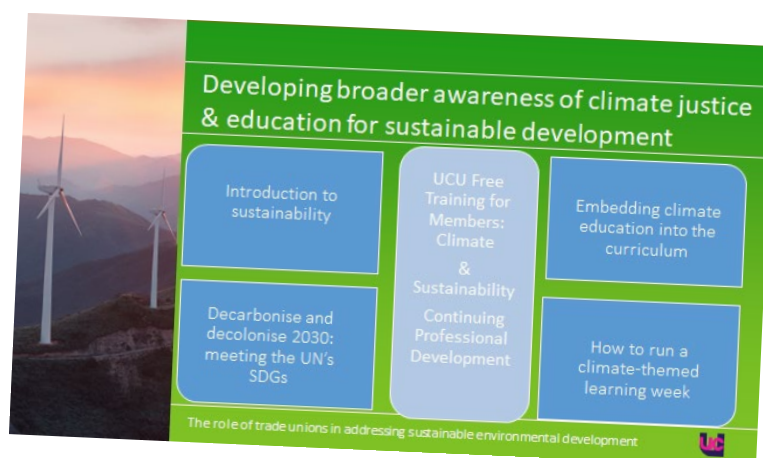 Developing broader awareness of climate justice
& education for sustainable development
Introduction to
sustainability
UCU Free
Training for
Members:
Climate
&
Sustainability
Continuing
Professional
Development
Embedding climate
education into the
curriculum
Decarbonise and
decolonise 2030:
meeting the UN's
SDGs
How to run a
climate-themed
learning week
The role of trade unions in addressing sustainable environmental development
UCU